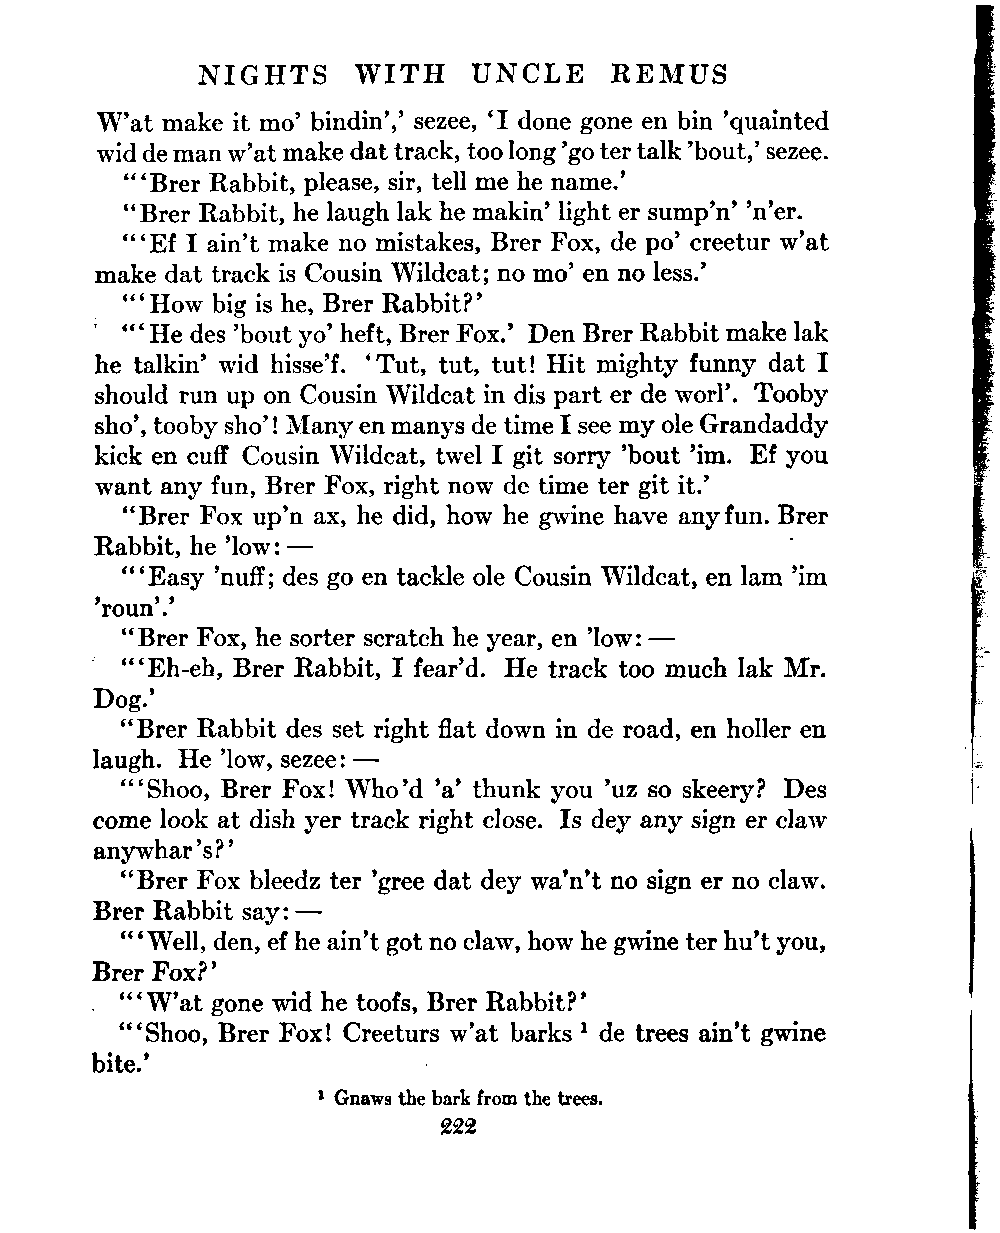 NIGHTS WITH UNCLE REMUS
W'at make it mo' bindin',' sezee, 'I done gone en bin 'quainted
wid de man w'at make dat track, too long 'go ter talk 'bout,' sezee.
"'Brer Rabbit, please, sir, tell me he name.'
"Brer Rabbit, he laugh lak he makin' light er sump'n' 'n'er.
"'Ef I ain't make no mistakes, Brer Fox, de po' creetur w'at
make dat track is Cousin Wildcat; no mo' en no less.'
"'How big is he, Brer Rabbit?'
"'He des 'bout yo' heft, Brer Fox.' Den Brer Rabbit make lak
he talkin' wid hisse'f. 'Tut, tut, tut! Hit mighty funny dat I
should run up on Cousin Wildcat in dis part er de worl'. Tooby
sho', tooby sho'! Many en manys de time I see my ole Grandaddy
kick en cuff Cousin Wildcat, twel I git sorry 'bout 'im. Ef you
want any fun, Brer Fox, right now de time ter git it.'
"Brer Fox up'n ax, he did, how he gwine have any fun. Brer
Rabbit, he 'low: —
"'Easy 'nuff; des go en tackle ole Cousin Wildcat, en lam 'im
'roun'.'
"Brer Fox, he sorter scratch he year, en 'low: —
"'Eh-eh, Brer Rabbit, I fear'd. He track too much lak Mr.
Dog.'
"Brer Rabbit des set right flat down in de road, en holler en
laugh. He 'low, sezee: —
"'Shoo, Brer Fox! Who'd 'a' thunk you 'uz so skeery? Des
come look at dish yer track right close. Is dey any sign er claw
anywhar's?'
"Brer Fox bleedz ter 'gree dat dey wa'n't no sign er no claw.
Brer Rabbit say: —
"'Well, den, ef he ain't got no claw, how he gwine ter hu't you,
Brer Fox?'
"'W'at gone wid he toofs, Brer Rabbit?'
"'Shoo, Brer Fox! Creeturs w'at barks ¹ de trees ain't gwine
bite.'
¹ Gnaws the bark from the trees.
222